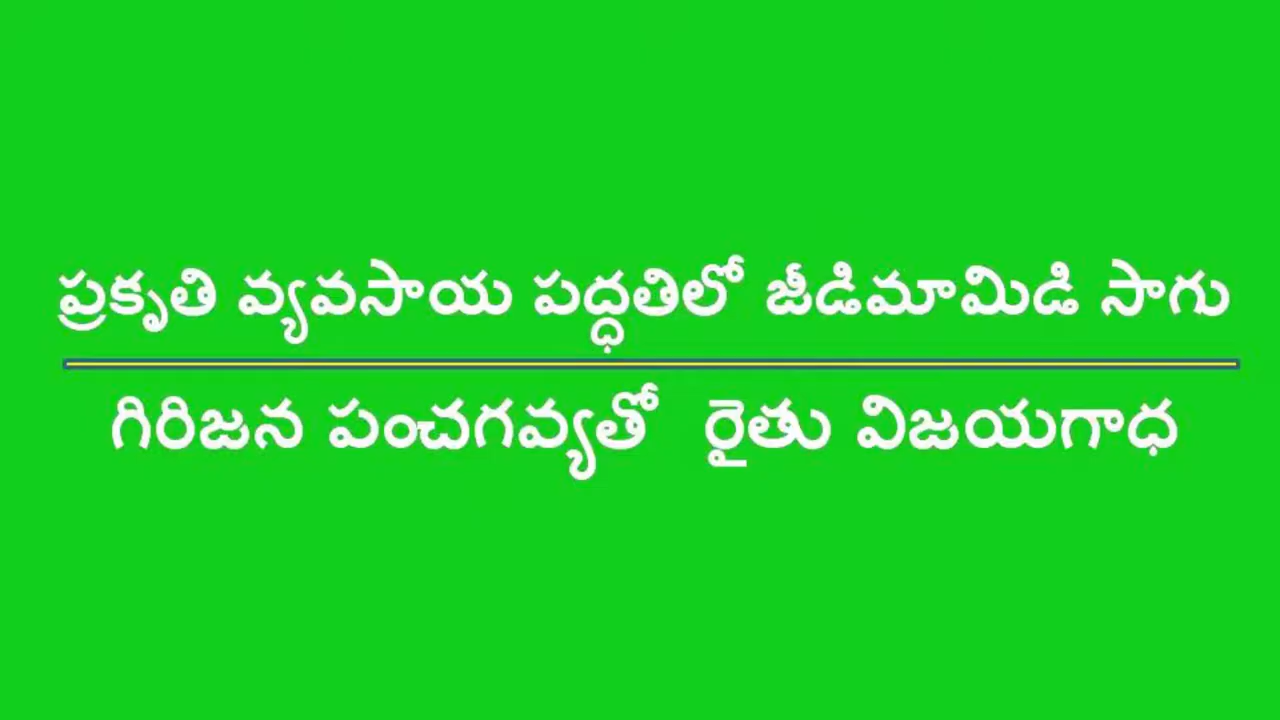 ప్రకృతి వ్యవసాయ పద్ధతిలో జీడిమామిడి సాగు
గిరిజన పంచగవ్యతో రైతు విజయగాధ